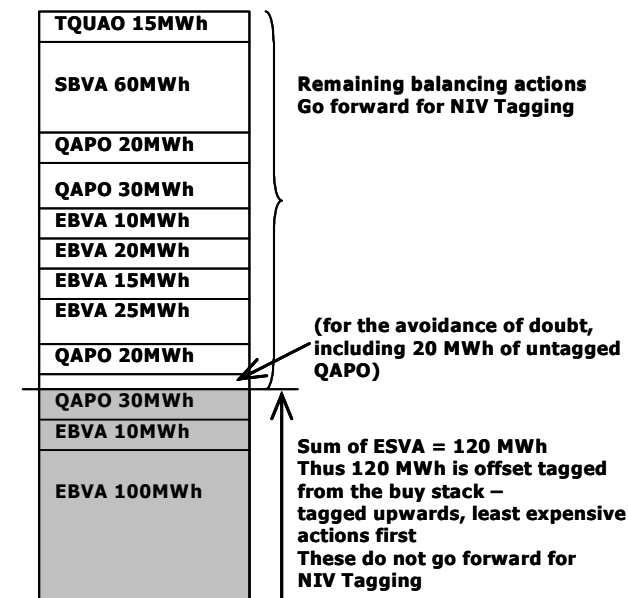 TQUAO 15MWh
SBVA 60MWh
Remaining balancing actions
Go forward for NIV Tagging
QAPO 20MWh
QAPO 30MWh
EBVA 10MWh
EBVA 20MWh
EBVA 15MWh
EBVA 25MWh
(for the avoidance of doubt,
including 20 MWh of untagged
QAPO)
QAPO 20MWh
QAPO 30MWh
EBVA 10MWh
EBVA 100MWh
Sum of ESVA = 120 MWh
Thus 120 MWh is offset tagged
from the buy stack –
tagged upwards, least expensive
actions first
These do not go forward for
NIV Tagging